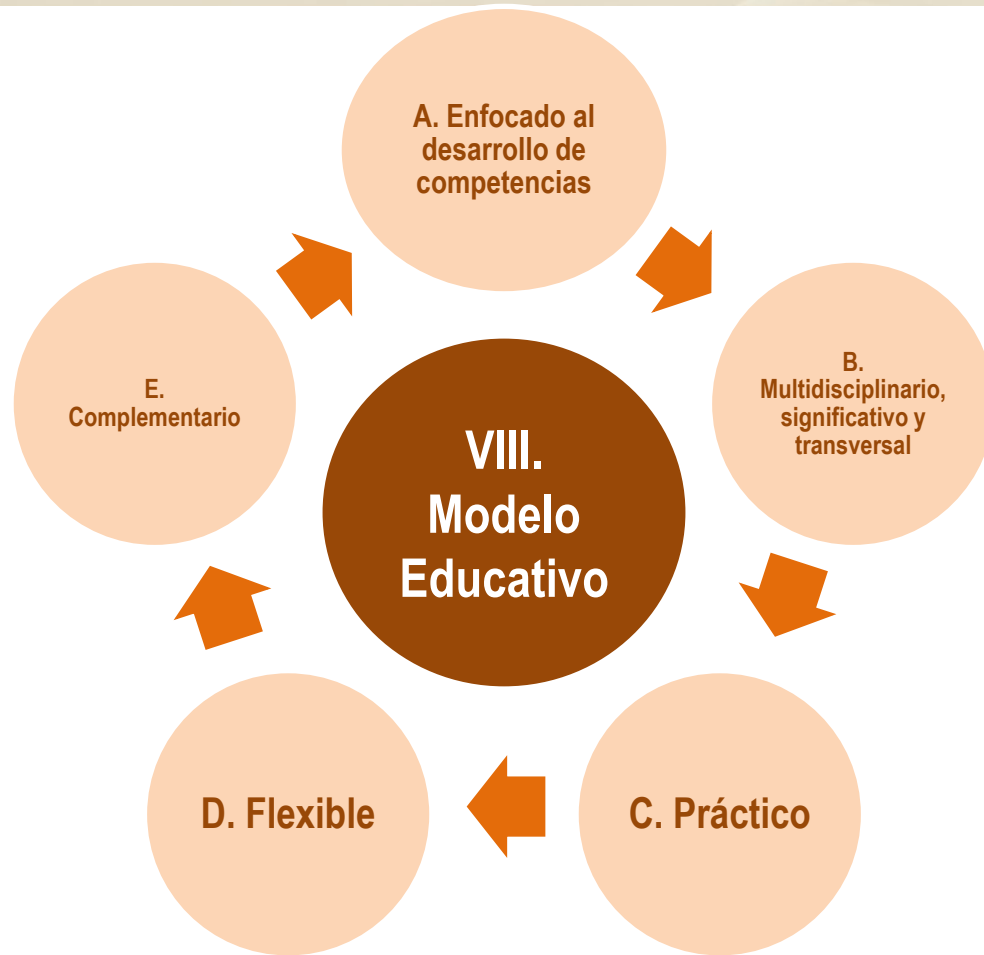 A. Enfocado al
desarrollo de
competencias
B.
Multidisciplinario,
significativo y
transversal
C. Práctico
D. Flexible
E.
Complementario
VIII.
Modelo
Educativo